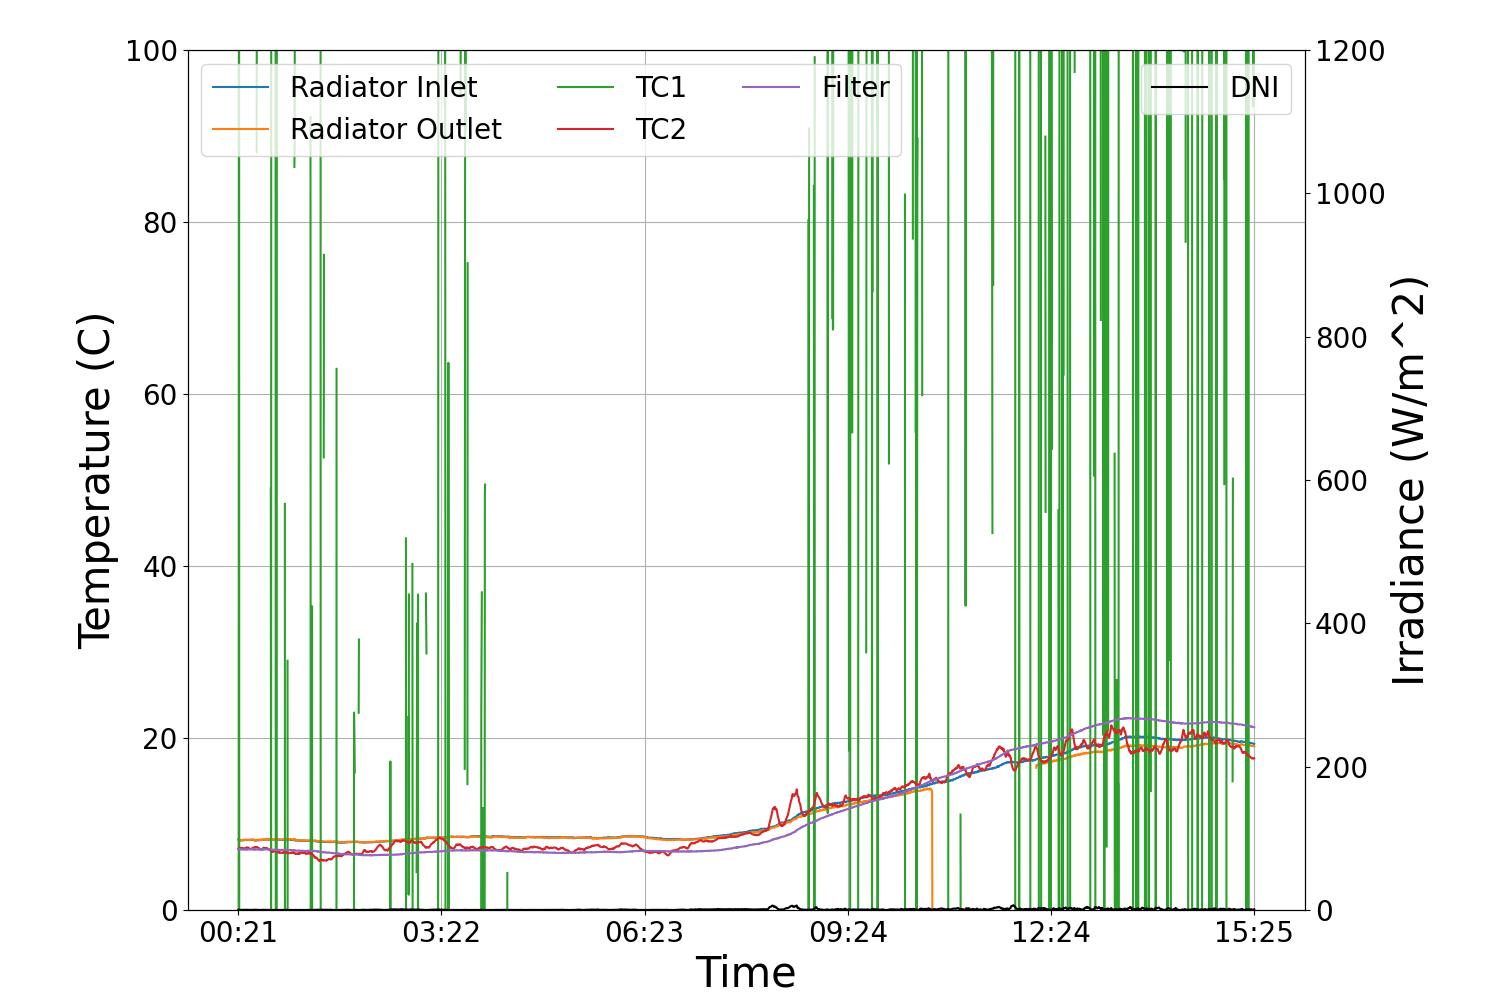 100
80
60
40
20
0
Temperature (C)
Radiator Inlet
Radiator Outlet
TC1
TC2
Filter
DNI
1200
1000
800
600
400
200
0
Irradiance (W/m^2)
00:21 03:22 06:23 09:24 12:24 15:25
Time